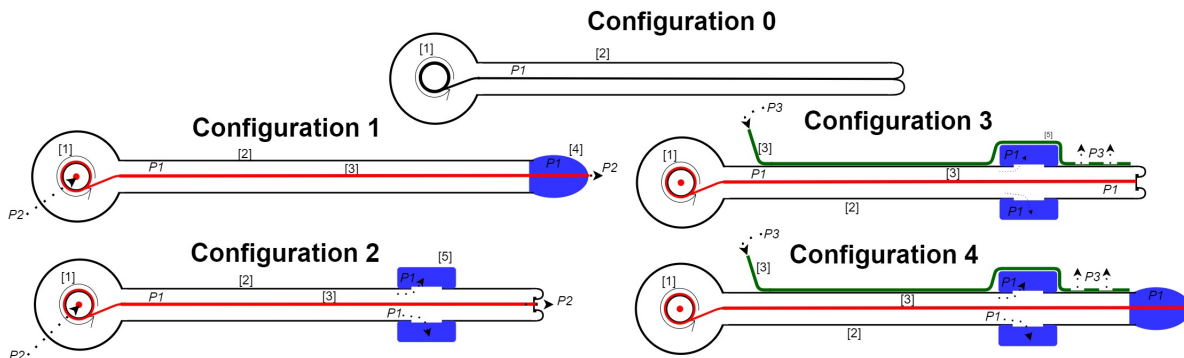 Configuration 0
[1]
[2]
P1
Configuration 1
[1]
[2]
[3]
[4]
P1
P1
P2
P2
Configuration 3
P3
[1]
[3]
[5]
P1
P3
P1
[3]
P1
P1
[2]
Configuration 2
[1]
[2]
[3]
[5]
P1
P1
P1
P2
P2
Configuration 4
P3
[1]
[3]
P1
P3
P1
[3]
P1
[2]